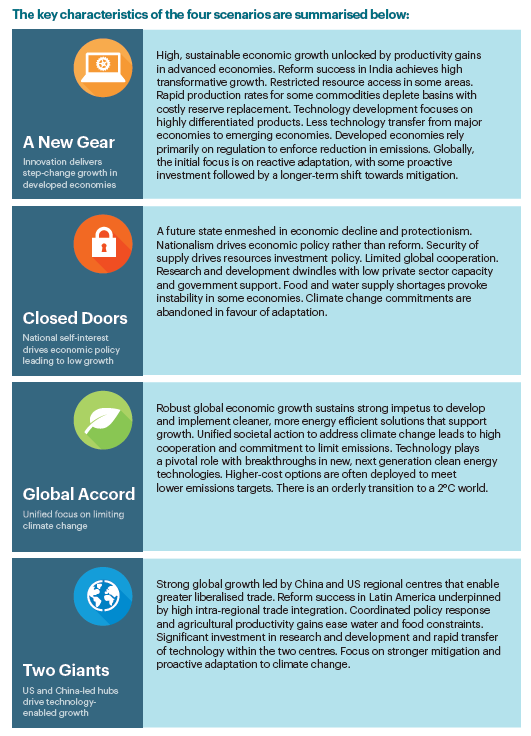 The key characteristics of the four scenarios are summarised below:
A New Gear
Innovation delivers
step-change growth in
developed economies
High, sustainable economic growth unlocked by productivity gains
in advanced economies. Reform success in India achieves high
transformative growth. Restricted resource access in some areas.
Rapid production rates for some commodities deplete basins with
costly reserve replacement. Technology development focuses on
highly differentiated products. Less technology transfer from major
economies to emerging economies. Developed economies rely
primarily on regulation to enforce reduction in emissions. Globally,
the initial focus is on reactive adaptation, with some proactive
investment followed by a longer-term shift towards mitigation.
Closed Doors
National self-interest
drives economic policy
leading to low growth
A future state enmeshed in economic decline and protectionism.
Nationalism drives economic policy rather than reform. Security of
supply drives resources investment policy. Limited global cooperation.
Research and development dwindles with low private sector capacity
and government support. Food and water supply shortages provoke
instability in some economies. Climate change commitments are
abandoned in favour of adaptation.
Global Accord
Unified focus on limiting
climate change
Robust global economic growth sustains strong impetus to develop
and implement cleaner, more energy efficient solutions that support
growth. Unified societal action to address climate change leads to high
cooperation and commitment to limit emissions. Technology plays
a pivotal role with breakthroughs in new, next generation clean energy
technologies. Higher-cost options are often deployed to meet
lower emissions targets. There is an orderly transition to a 2°C world.
Two Giants
US and China-led hubs
drive technology-
enabled growth
Strong global growth led by China and US regional centres that enable
greater liberalised trade. Reform success in Latin America underpinned
by high intra-regional trade integration. Coordinated policy response
and agricultural productivity gains ease water and food constraints.
Significant investment in research and development and rapid transfer
of technology within the two centres. Focus on stronger mitigation and
proactive adaptation to climate change.